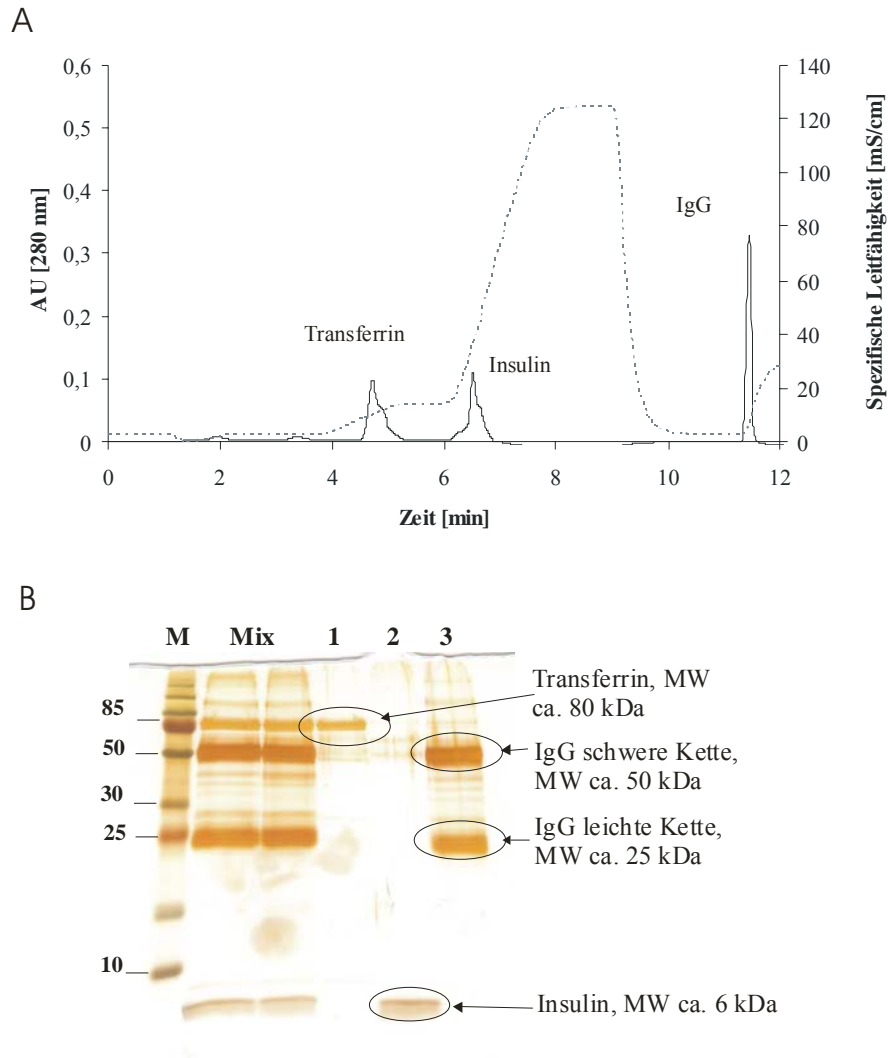 A
0,6
0,5
0,4
0,3
0,2
0,1
0
AU [280 nm]
140
120
100
80
60
40
20
0
Spezifische Leitfähigkeit [mS/cm]
Transferrin
Insulin
IgG
0 2 4 6 8 10 12
Zeit [min]
B
M Mix 1 2 3
85
50
30
25
10
Transferrin, MW
ca. 80 kDa
IgG schwere Kette,
MW ca. 50 kDa
IgG leichte Kette,
MW ca. 25 kDa
Insulin, MW ca. 6 kDa